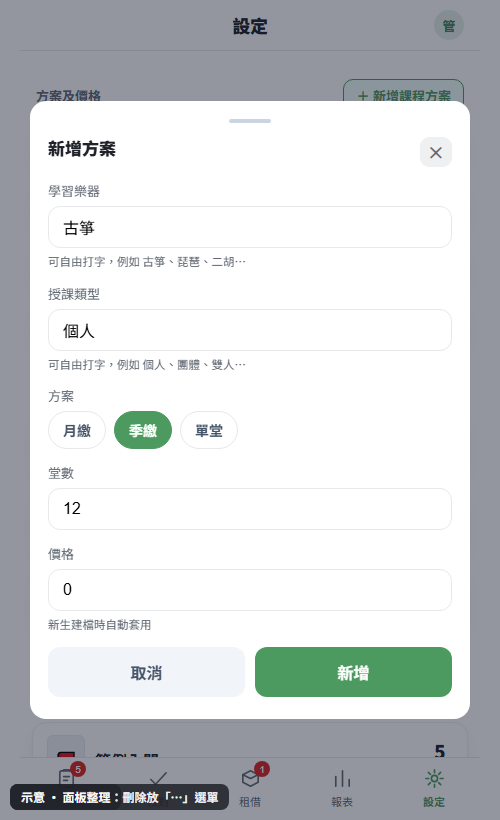 設定
管
方案及價格
＋ 新增課程方案
新增方案
×
學習樂器
古箏
可自由打字，例如 古箏、琵琶、二胡…
授課類型
個人
可自由打字，例如 個人、團體、雙人…
方案
月繳
季繳
單堂
堂數
12
價格
0
新生建檔時自動套用
取消
新增
5
5
1
租借
報表
設定
示意 · 面板整理：刪除放「…」選單